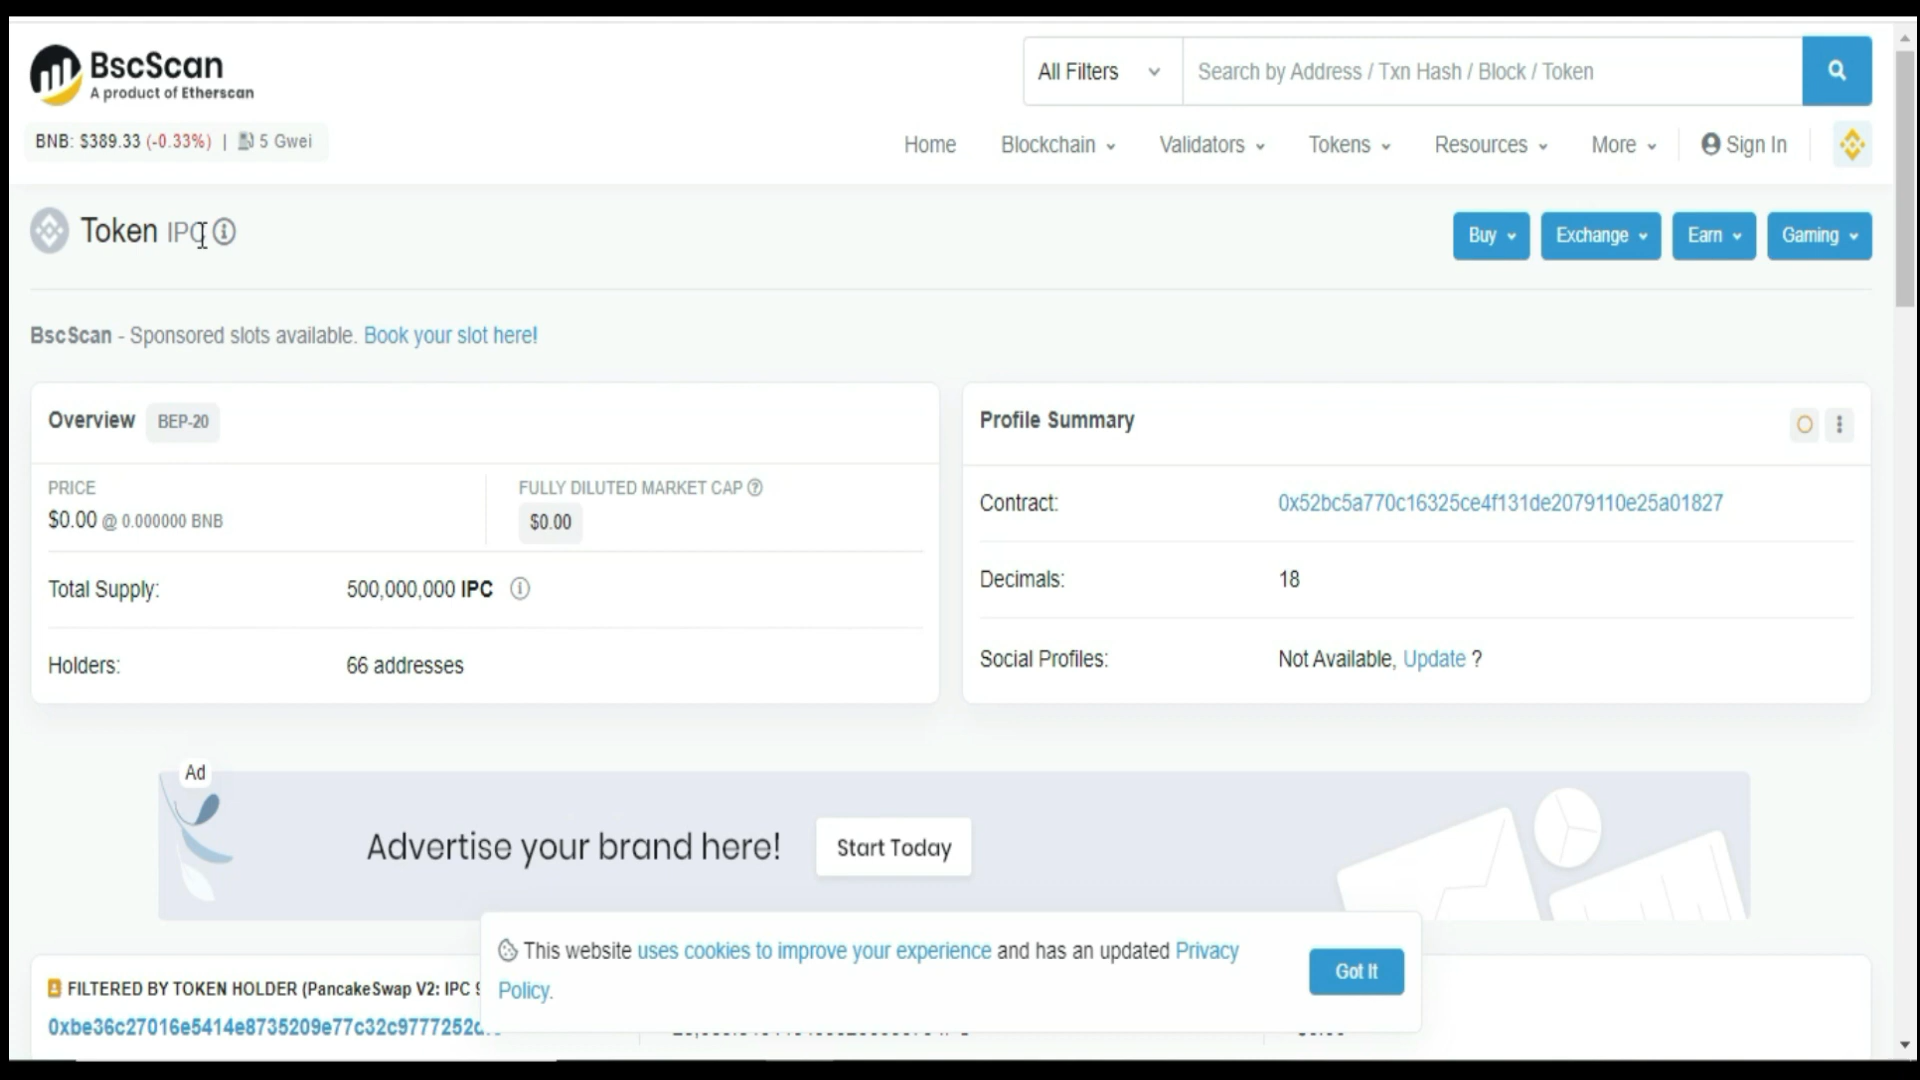 BscScan
A product of Etherscan
All Filters
Search by Address / Txn Hash / Block / Token
BNB: $389.33 (-0.33%) | 5 Gwei
Home Blockchain Validators Tokens Resources More Sign In
Token IPC
Buy Exchange Earn Gaming
BscScan - Sponsored slots available. Book your slot here!
Overview BEP-20
PRICE
$0.00 @ 0.000000 BNB
FULLY DILUTED MARKET CAP
$0.00
Total Supply: 500,000,000 IPC
Holders: 66 addresses
Profile Summary
Contract: 0x52bc5a770c16325ce4f131de2079110e25a01827
Decimals: 18
Social Profiles: Not Available, Update ?
Ad
Advertise your brand here! Start Today
This website uses cookies to improve your experience and has an updated Privacy
Policy.
Got It
FILTERED BY TOKEN HOLDER (PancakeSwap V2: IPC
0xbe36c27016e5414e8735209e77c32c9777252d